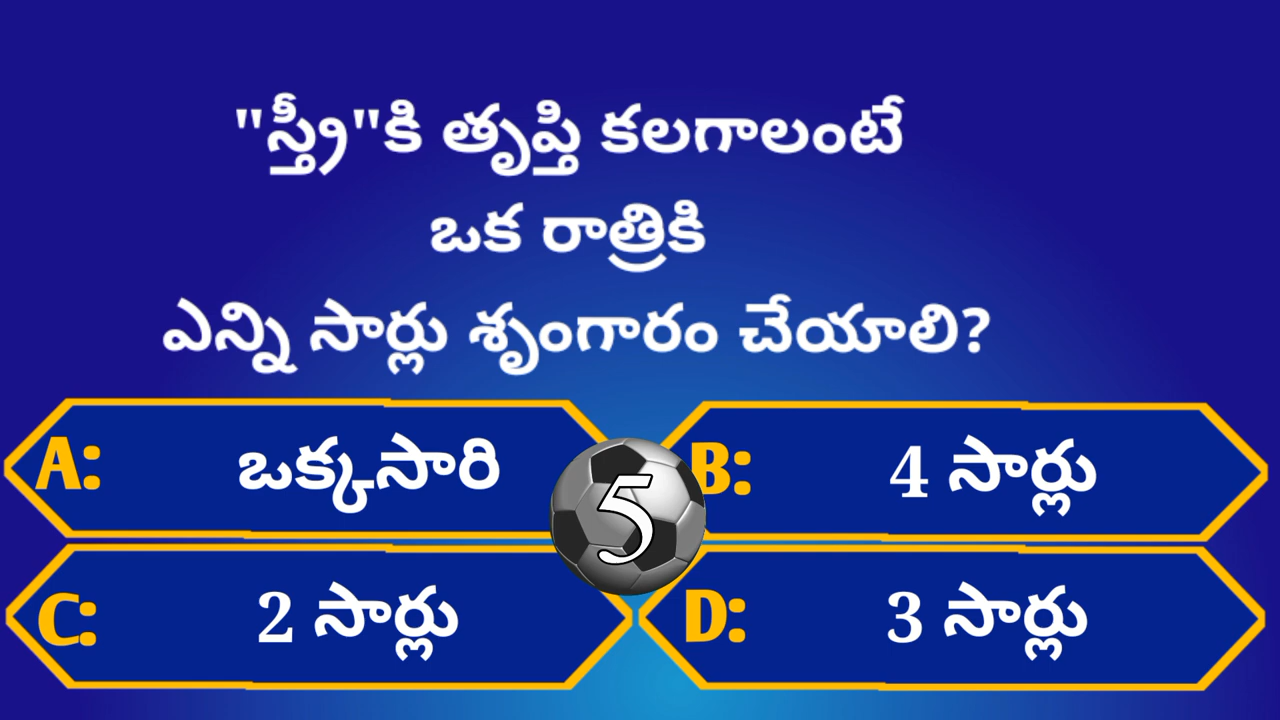 "స్త్రీ"కి తృప్తి కలగాలంటే
ఒక రాత్రికి
ఎన్ని సార్లు శృంగారం చేయాలి?
A: ఒక్కసారి
B: 4 సార్లు
5
C: 2 సార్లు
D: 3 సార్లు